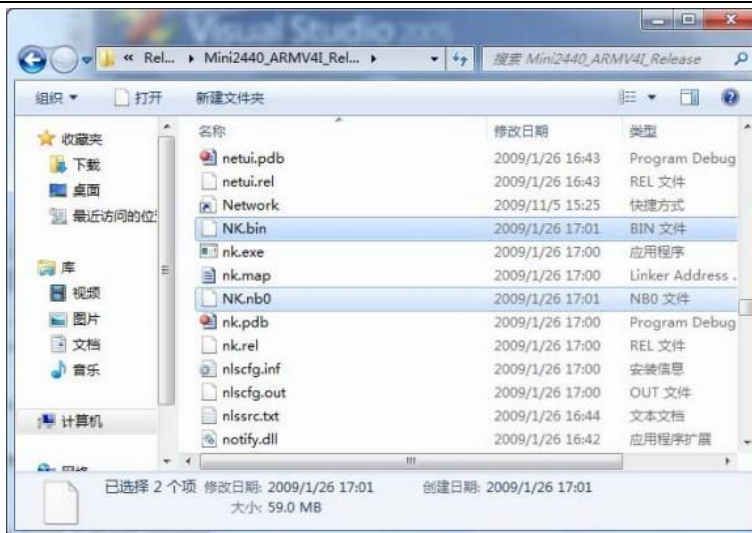 Visual Studio 2005
« Rel... ▸ Mini2440_ARMV4I_Rel... ▸
搜索 Mini2440_ARMV4I_Release
组织 打开 新建文件夹
收藏夹
下载
桌面
最近访问的位
库
视频
图片
文档
音乐
计算机
网络
名称 修改日期 类型
netui.pdb 2009/1/26 16:43 Program Debug
netui.rel 2009/1/26 16:43 REL 文件
Network 2009/11/5 15:25 快捷方式
NK.bin 2009/1/26 17:01 BIN 文件
nk.exe 2009/1/26 17:00 应用程序
nk.map 2009/1/26 17:00 Linker Address .
NK.nb0 2009/1/26 17:01 NB0 文件
nk.pdb 2009/1/26 17:00 Program Debug
nk.rel 2009/1/26 17:00 REL 文件
nlscfg.inf 2009/1/26 17:00 安装信息
nlscfg.out 2009/1/26 17:00 OUT 文件
nlssrc.txt 2009/1/26 16:44 文本文档
notify.dll 2009/1/26 16:42 应用程序扩展
已选择 2 个项 修改日期: 2009/1/26 17:01 创建日期: 2009/1/26 17:01
大小: 59.0 MB